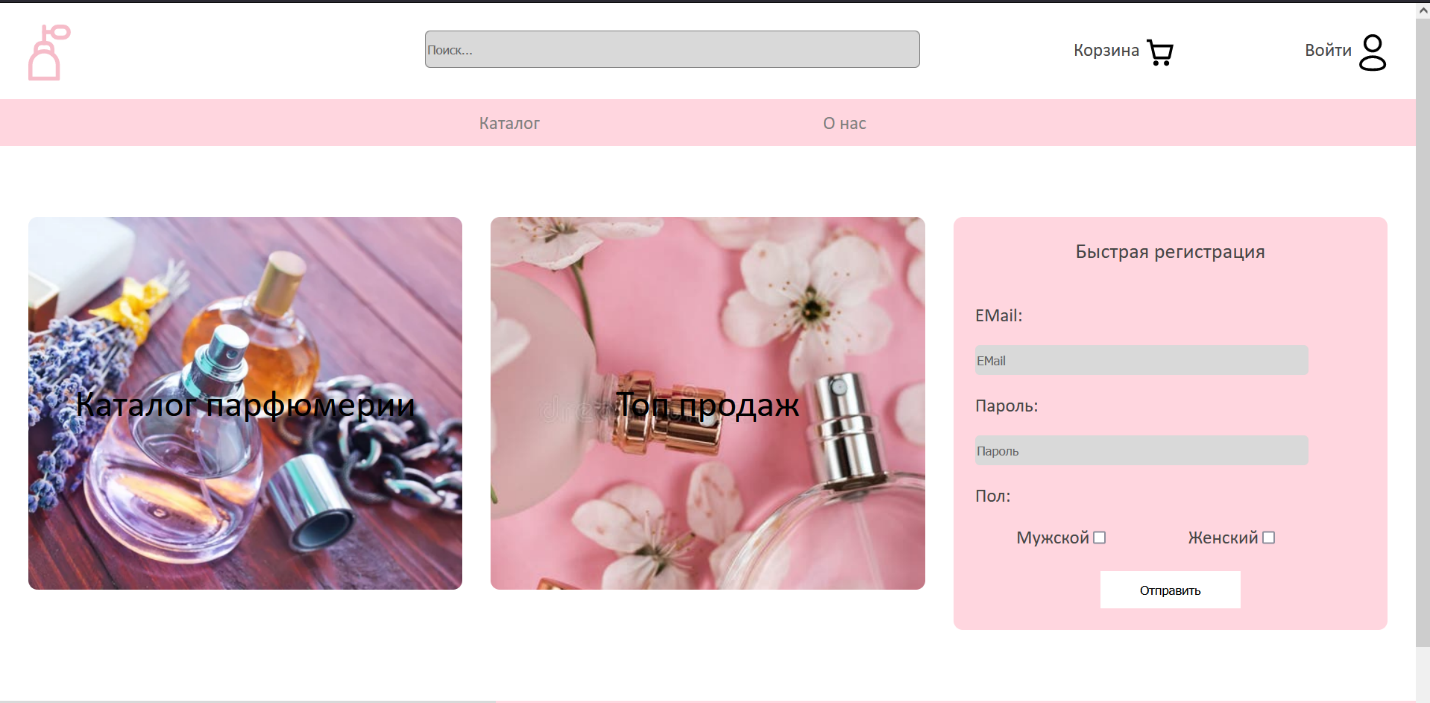 Поиск...
Корзина
Войти
Каталог
О нас
Каталог парфюмерии
Топ продаж
Быстрая регистрация
EMail:
EMail
Пароль:
Пароль
Пол:
Мужской
Женский
Отправить